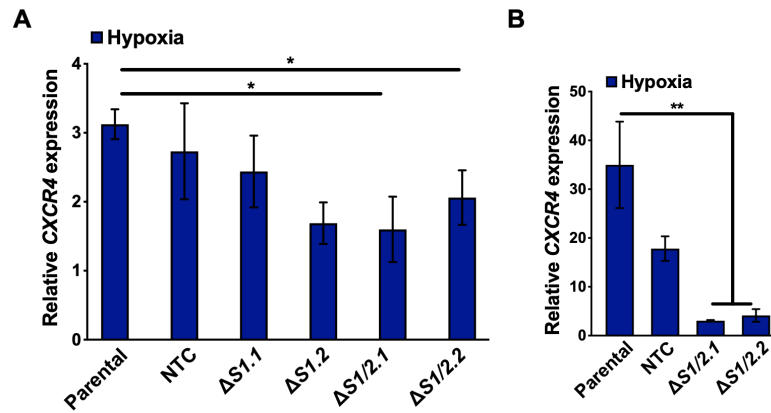 A
Hypoxia
Relative CXCR4 expression
4
3
2
1
0
*
*
Parental
NTC
ΔS1.1
ΔS1.2
ΔS1/2.1
ΔS1/2.2
B
Hypoxia
Relative CXCR4 expression
50
40
30
20
10
0
**
Parental
NTC
ΔS1/2.1
ΔS1/2.2